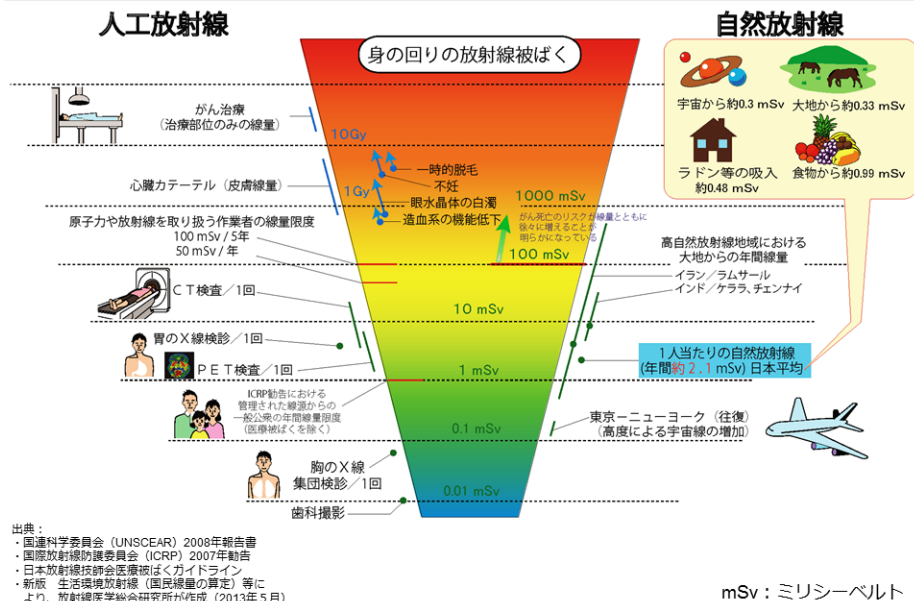 人工放射線
自然放射線
身の回りの放射線被ばく
がん治療
（治療部位のみの線量）
10Gy
心臓カテーテル（皮膚線量）
1Gy
一時的脱毛
不妊
眼水晶体の白濁
造血系の機能低下
原子力や放射線を取り扱う作業者の線量限度
100 mSv / 5年
50 mSv / 年
ＣＴ検査／1回
胃のＸ線検診／1回
ＰＥＴ検査／1回
ICRP勧告における
管理された線源からの
一般公衆の年間線量限度
（医療被ばくを除く）
胸のＸ線
集団検診／1回
歯科撮影
1000 mSv
がん死亡のリスクが線量とともに
徐々に増えることが
明らかになっている
100 mSv
10 mSv
1 mSv
0.1 mSv
0.01 mSv
宇宙から約0.3 mSv
大地から約0.33 mSv
ラドン等の吸入
約0.48 mSv
食物から約0.99 mSv
高自然放射線地域における
大地からの年間線量
イラン／ラムサール
インド／ケララ、チェンナイ
1人当たりの自然放射線
(年間約２.１mSv) 日本平均
東京ーニューヨーク（往復）
（高度による宇宙線の増加）
出典：
・国連科学委員会（UNSCEAR）2008年報告書
・国際放射線防護委員会（ICRP）2007年勧告
・日本放射線技師会医療被ばくガイドライン
・新版　生活環境放射線（国民線量の算定）等に
より、放射線医学総合研究所が作成（2013年５月）
mSv：ミリシーベルト